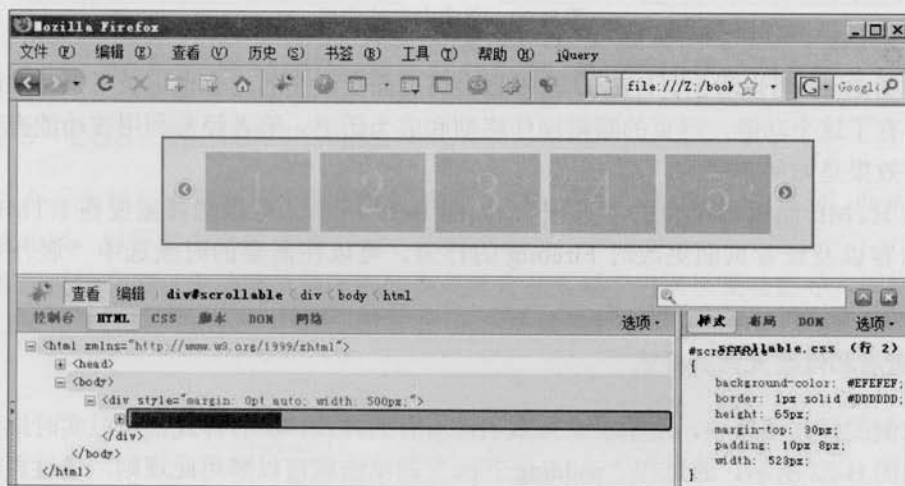 Mozilla Firefox
文件 (F) 编辑 (E) 查看 (V) 历史 (S) 书签 (B) 工具 (T) 帮助 (H) jQuery
file:///Z:/book
G Google
1 2 3 4 5
查看 编辑 div#scrollable < div < body < html
控制台 HTML CSS 脚本 DOM 网络 选项
样式 布局 DOM 选项
<html xmlns="http://www.w3.org/1999/xhtml">
<head>
<body>
<div style="margin: 0pt auto; width: 500px;">
</div>
</body>
</html>
#scrollable scrollable.css (行 2)
{
background-color: #EFEFEF;
border: 1px solid #DDDDDD;
height: 65px;
margin-top: 30px;
padding: 10px 8px;
width: 523px;
}